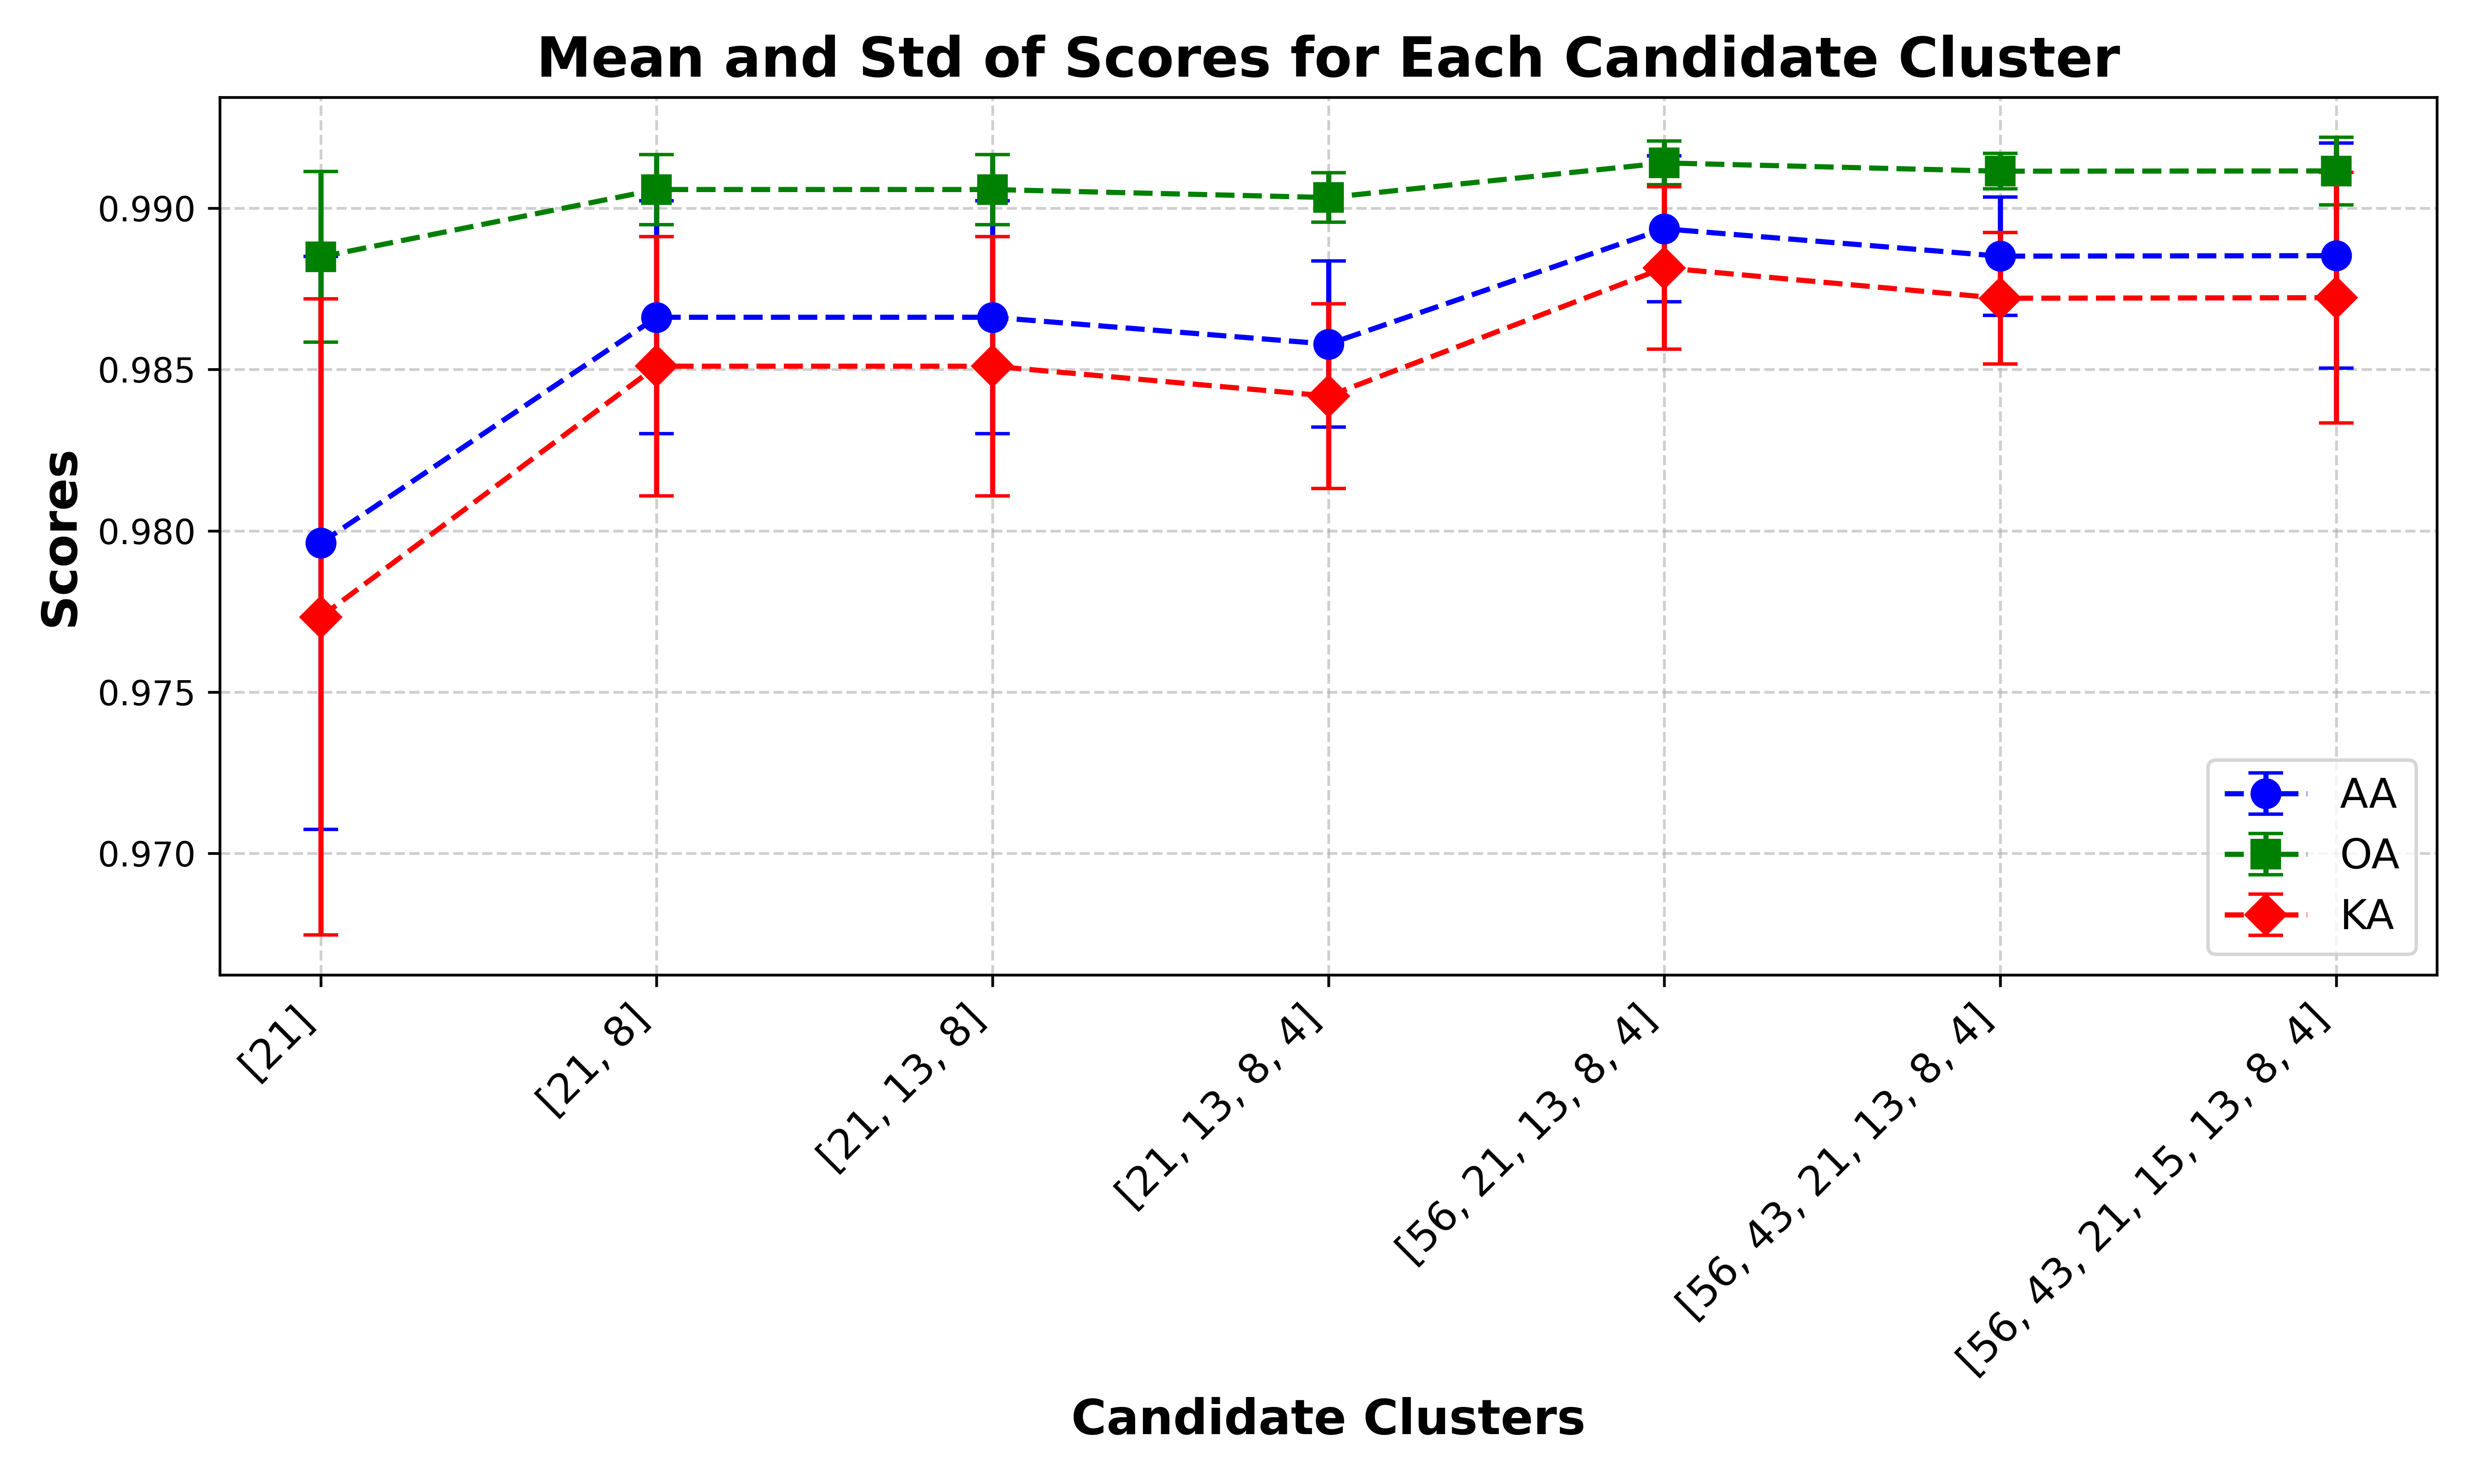 Mean and Std of Scores for Each Candidate Cluster
Scores
0.990
0.985
0.980
0.975
0.970
AA
OA
KA
[21]
[21, 8]
[21, 13, 8]
[21, 13, 8, 4]
[56, 21, 13, 8, 4]
[56, 43, 21, 13, 8, 4]
[56, 43, 21, 15, 13, 8, 4]
Candidate Clusters